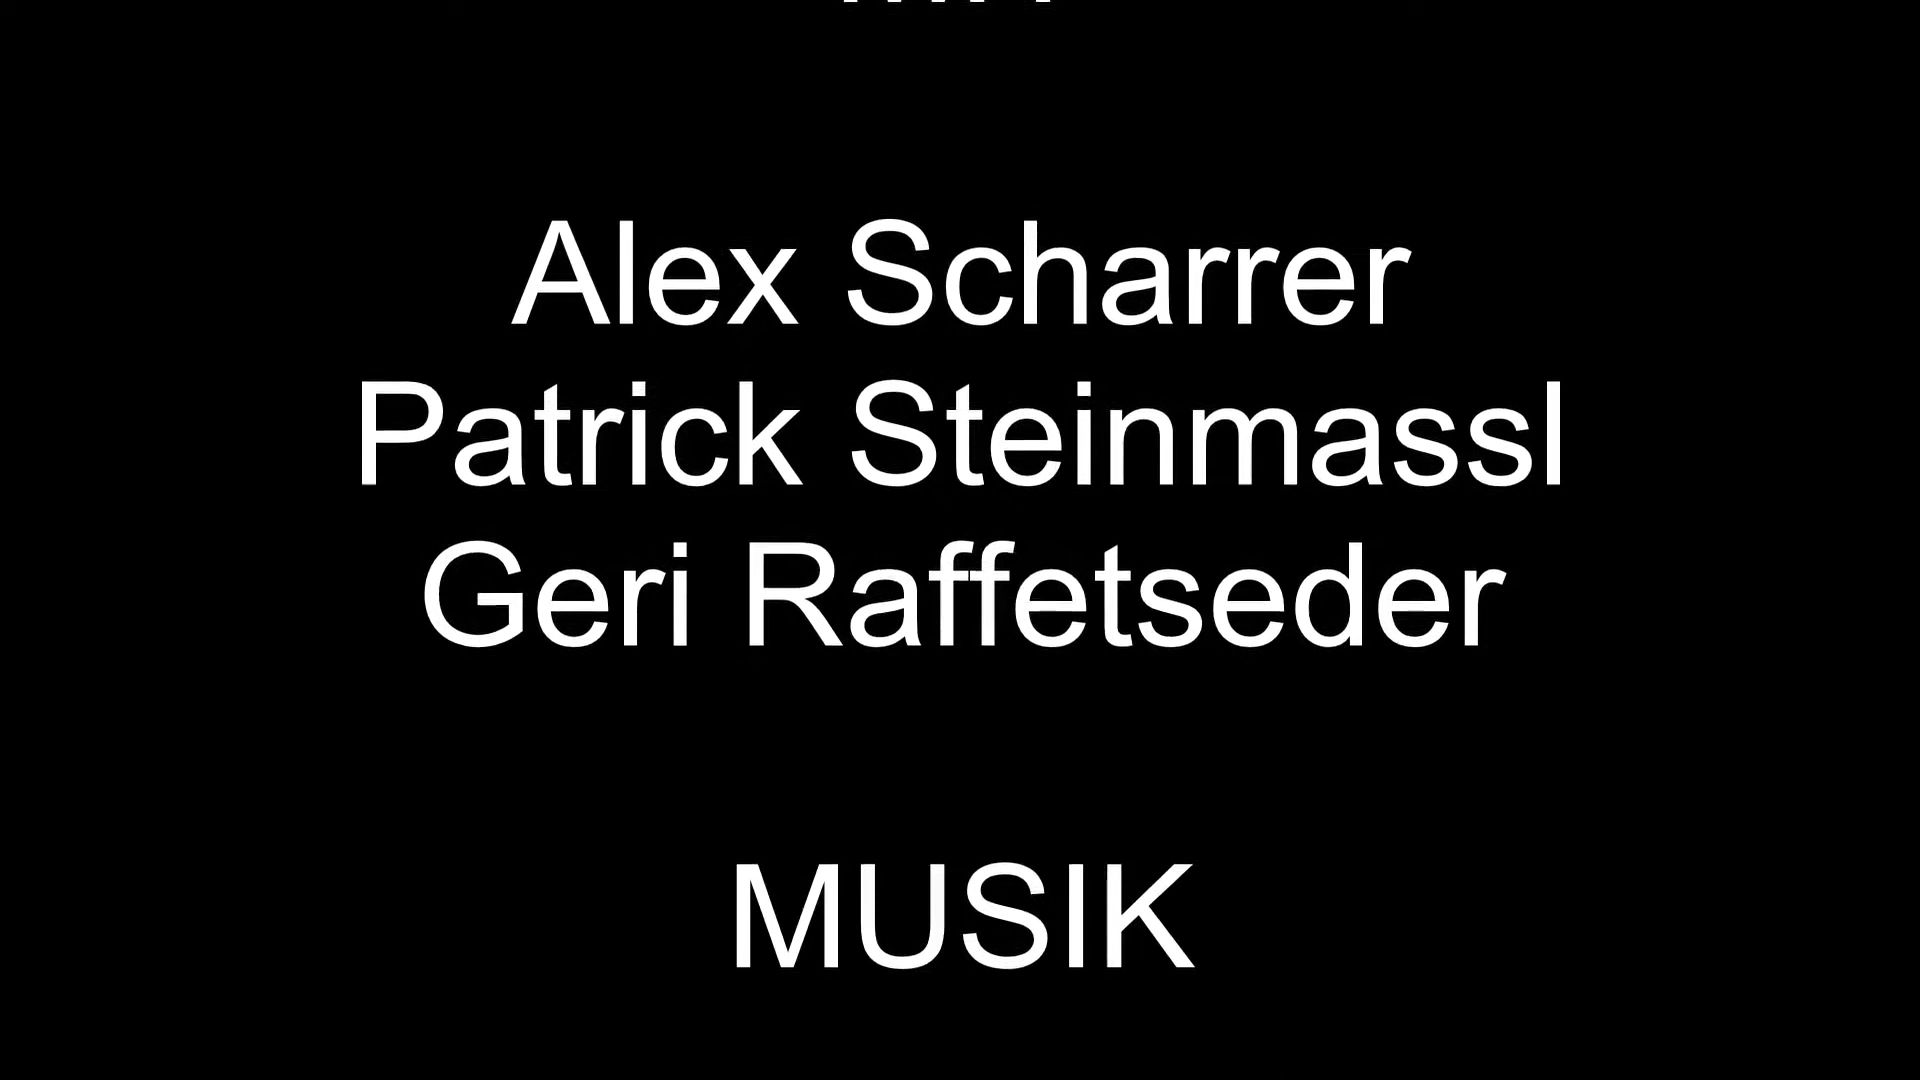 Alex Scharrer
Patrick Steinmassl
Geri Raffetseder
MUSIK